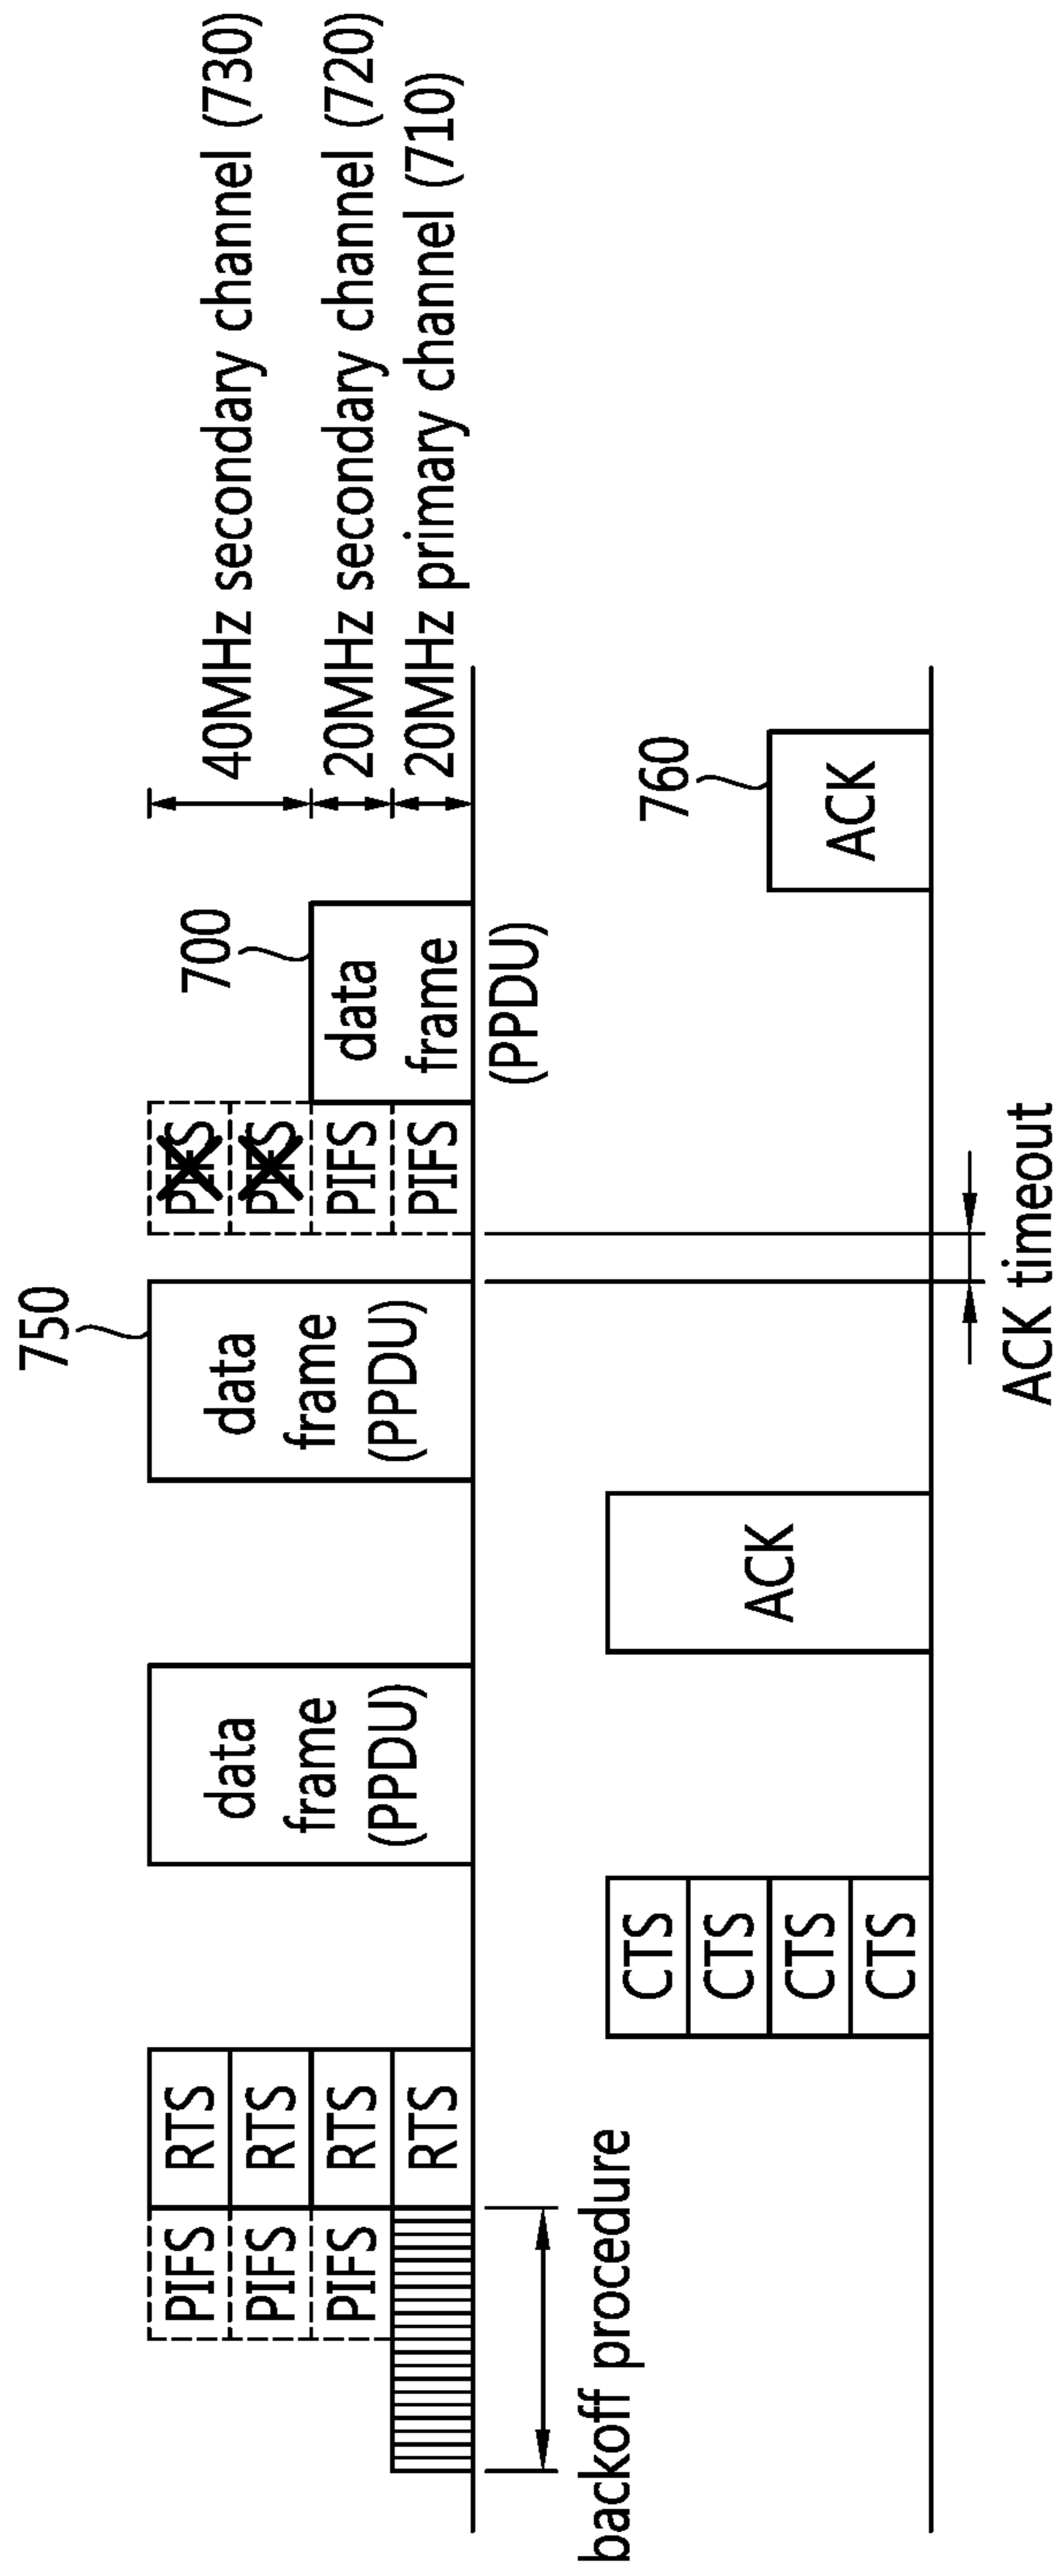 PIFS
PIFS
PIFS
RTS
RTS
RTS
RTS
backoff procedure
CTS
CTS
CTS
CTS
data
frame
(PPDU)
ACK
750
data
frame
(PPDU)
ACK timeout
PIFS
PIFS
PIFS
PIFS
700
data
frame
(PPDU)
760
ACK
40MHz secondary channel (730)
20MHz secondary channel (720)
20MHz primary channel (710)